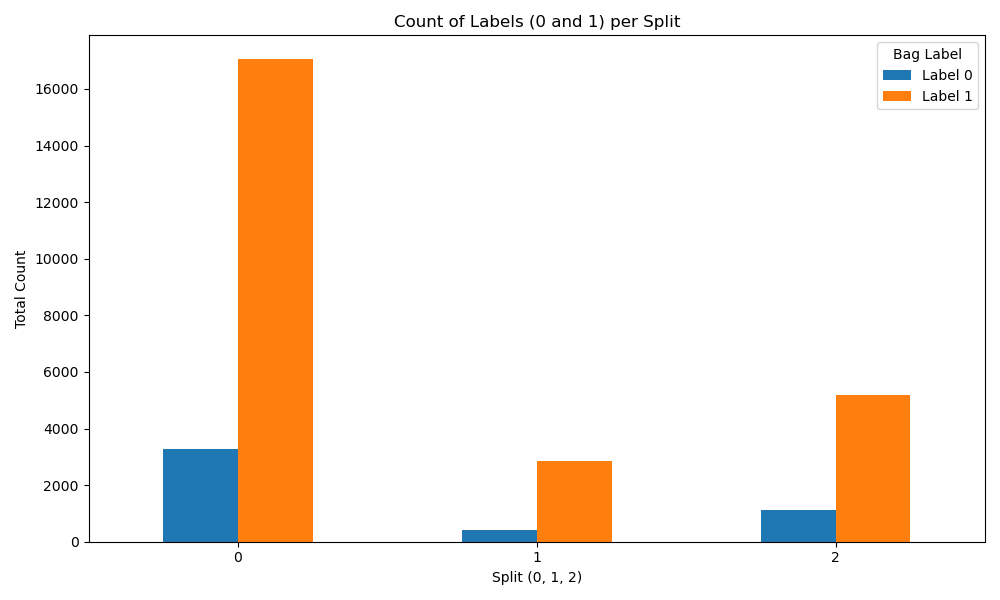 Count of Labels (0 and 1) per Split
Bag Label
Label 0
Label 1
Total Count
16000
14000
12000
10000
8000
6000
4000
2000
0
0 1 2
Split (0, 1, 2)